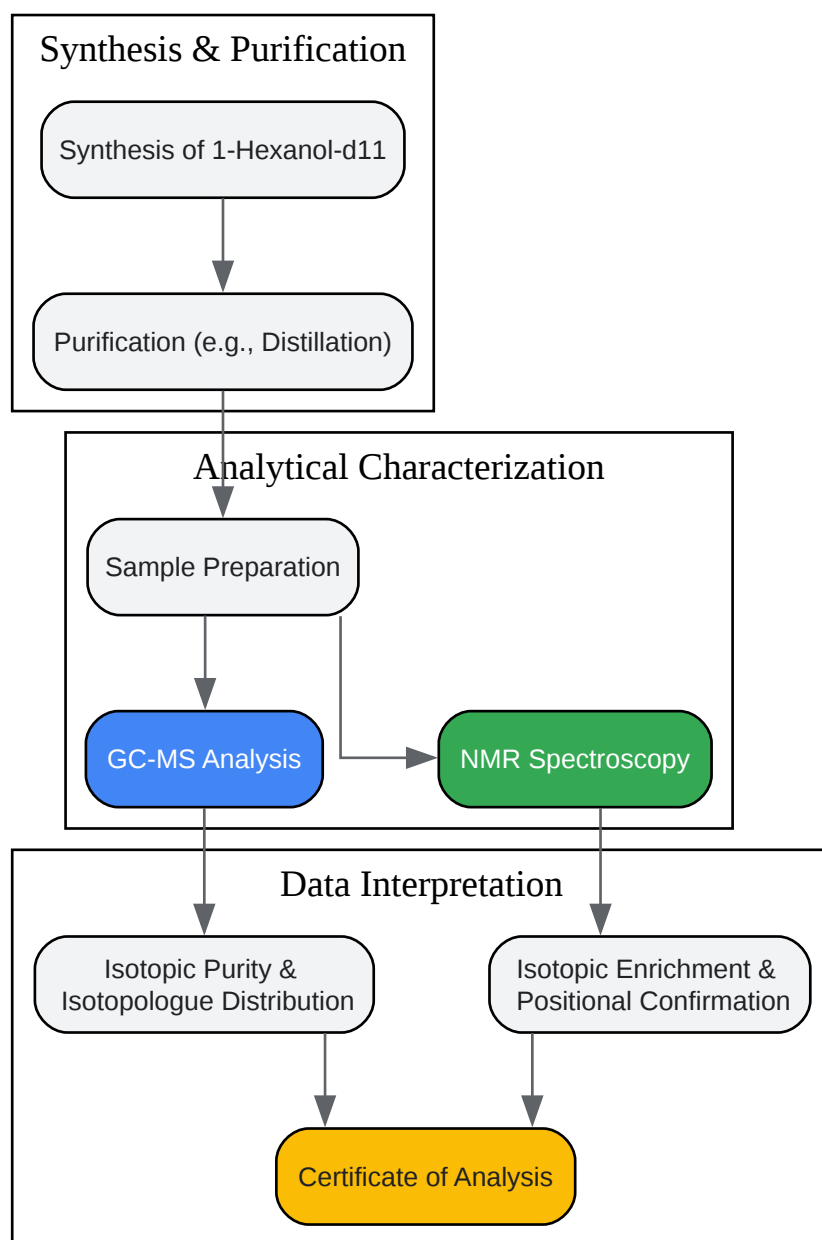 Synthesis & Purification
Synthesis of 1-Hexanol-d11
Purification (e.g., Distillation)
Analytical Characterization
Sample Preparation
GC-MS Analysis
NMR Spectroscopy
Data Interpretation
Isotopic Purity &
Isotopologue Distribution
Isotopic Enrichment &
Positional Confirmation
Certificate of Analysis